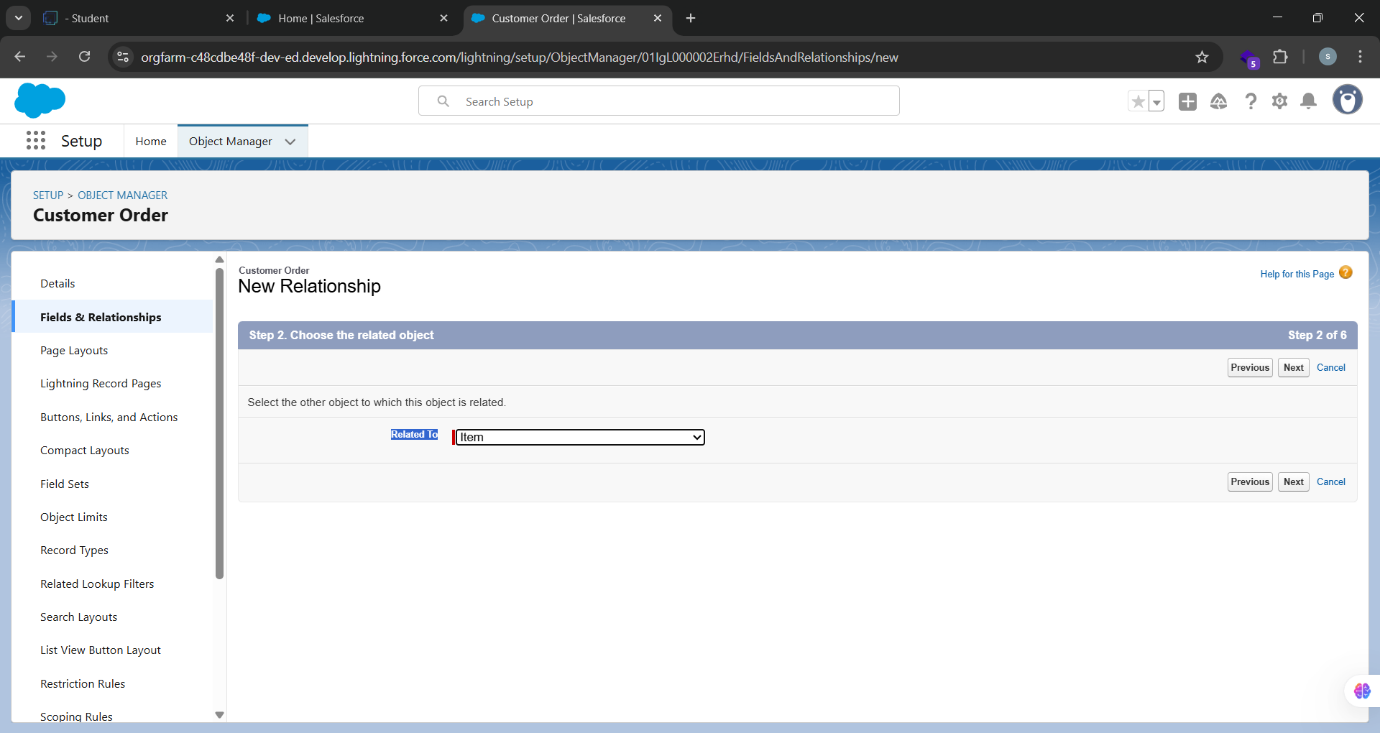 - Student
Home | Salesforce
Customer Order | Salesforce
orgfarm-c48cdbe48f-dev-ed.develop.lightning.force.com/lightning/setup/ObjectManager/01IgL000002Erhd/FieldsAndRelationships/new
5
S
Search Setup
Setup
Home
Object Manager
SETUP > OBJECT MANAGER
Customer Order
Details
Fields & Relationships
Page Layouts
Lightning Record Pages
Buttons, Links, and Actions
Compact Layouts
Field Sets
Object Limits
Record Types
Related Lookup Filters
Search Layouts
List View Button Layout
Restriction Rules
Scoping Rules
Customer Order
New Relationship
Help for this Page ?
Step 2. Choose the related object
Step 2 of 6
Previous Next Cancel
Select the other object to which this object is related.
Related To Item
Previous Next Cancel